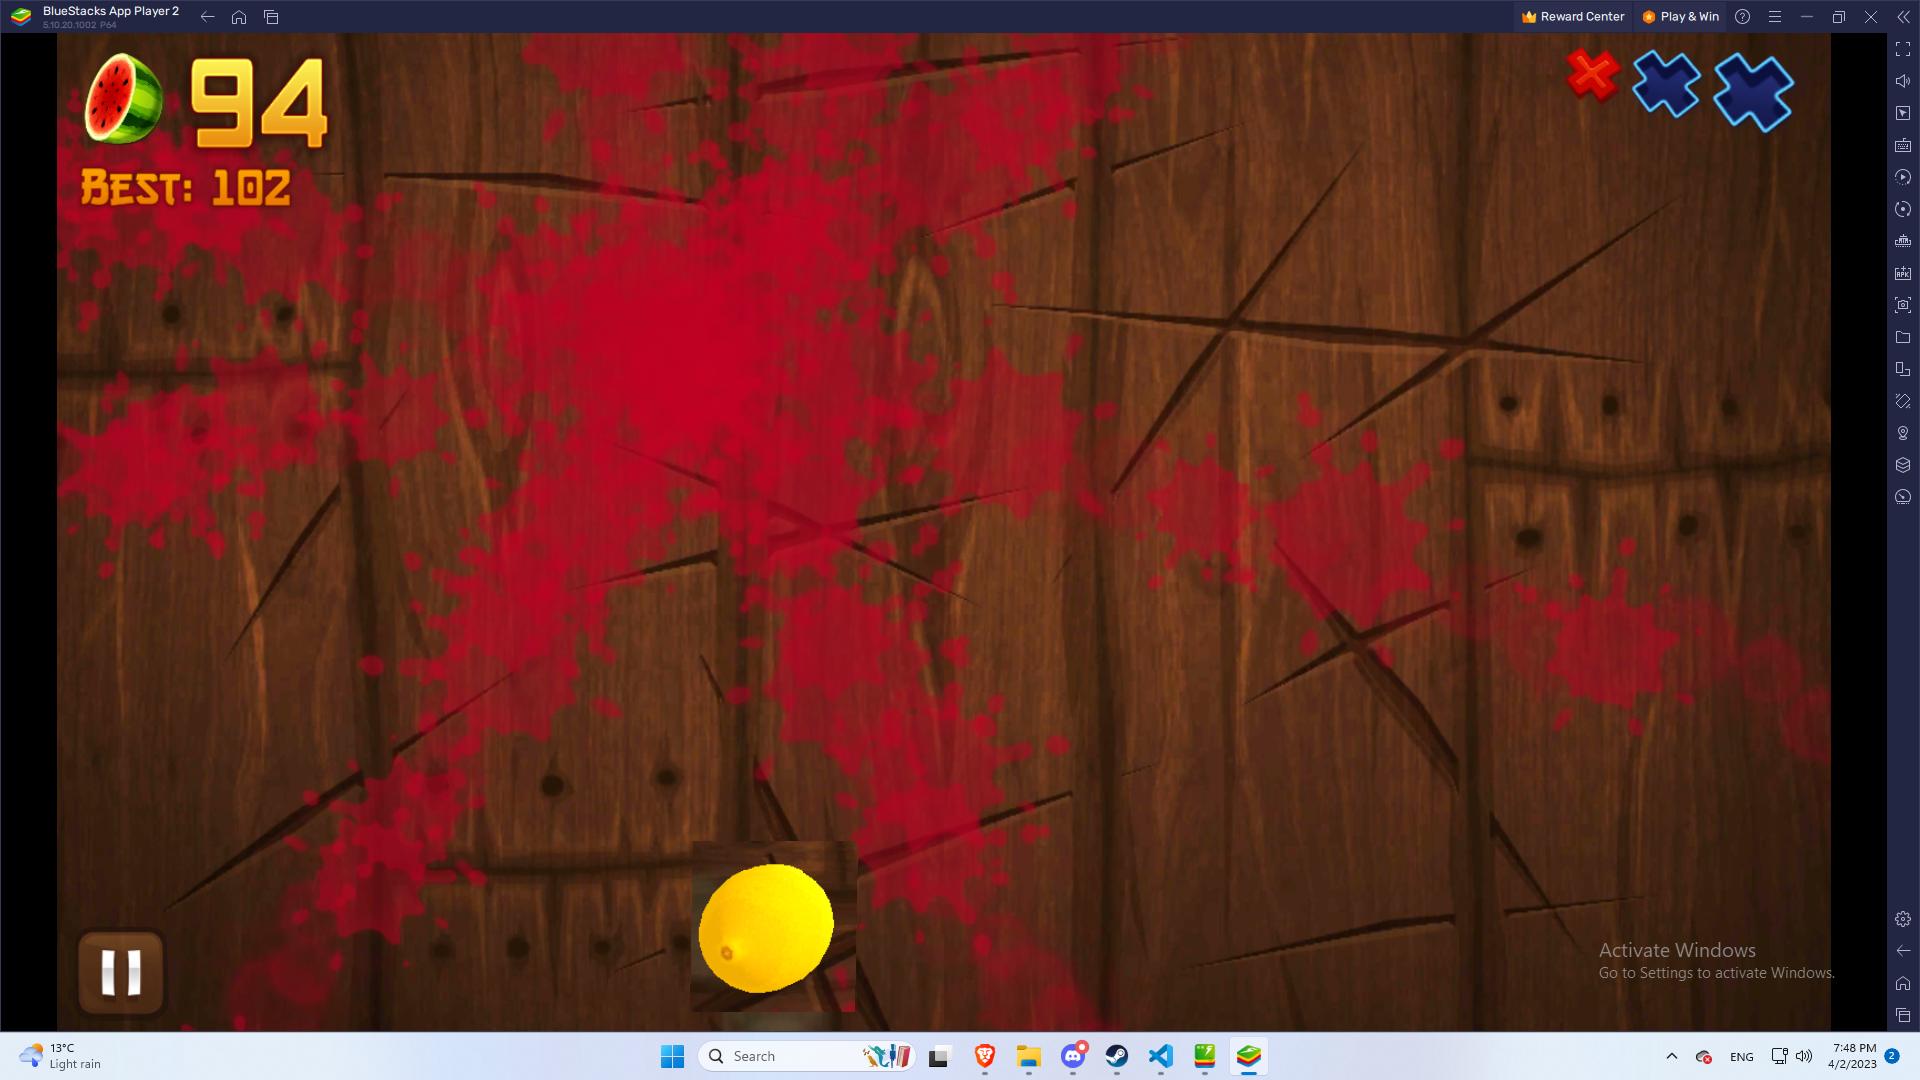 BlueStacks App Player 2
5.10.20.1002 P64
Reward Center
Play & Win
94
BEST: 102
APK
Activate Windows
Go to Settings to activate Windows.
13°C
Light rain
Search
ENG
7:48 PM
4/2/2023
2